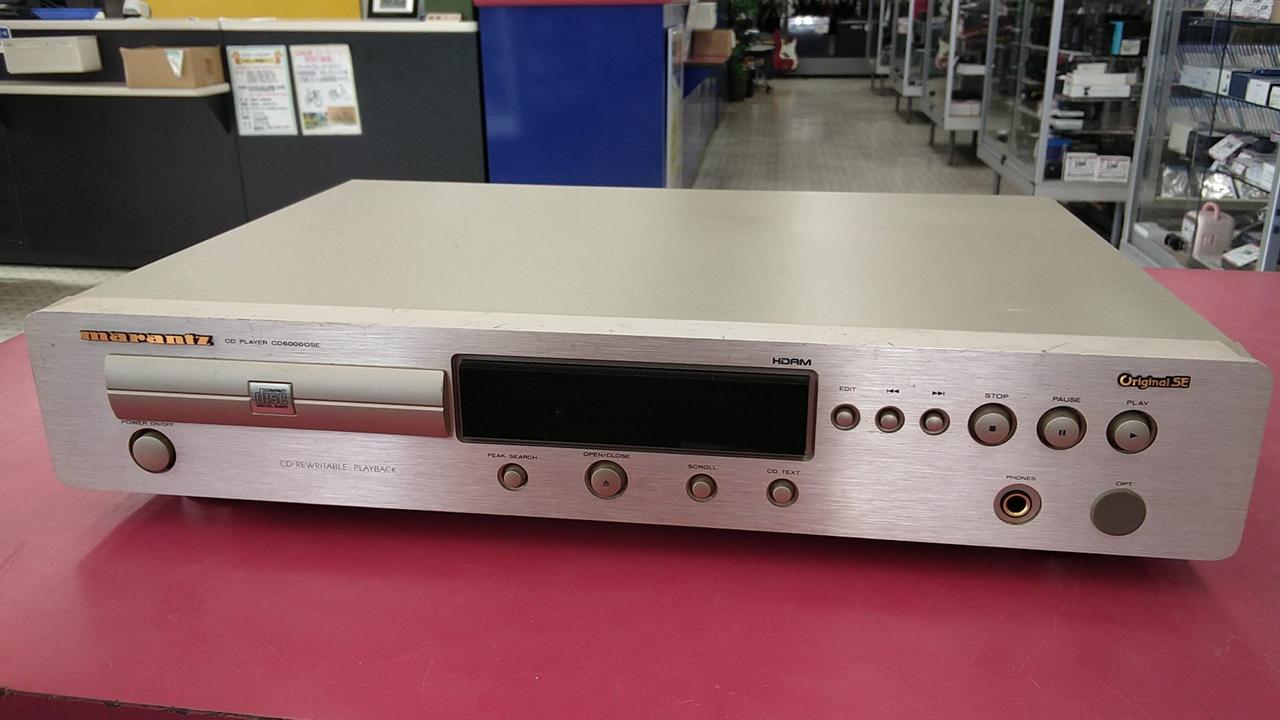 marantz
CD PLAYER CD6000OSE
HDAM
Original SE
COMPACT
disc
DIGITAL AUDIO
EDIT
STOP
PAUSE
PLAY
POWER ON/OFF
CD REWRITABLE PLAYBACK
PEAK SEARCH
OPEN/CLOSE
SCROLL
CD TEXT
PHONES
OPT